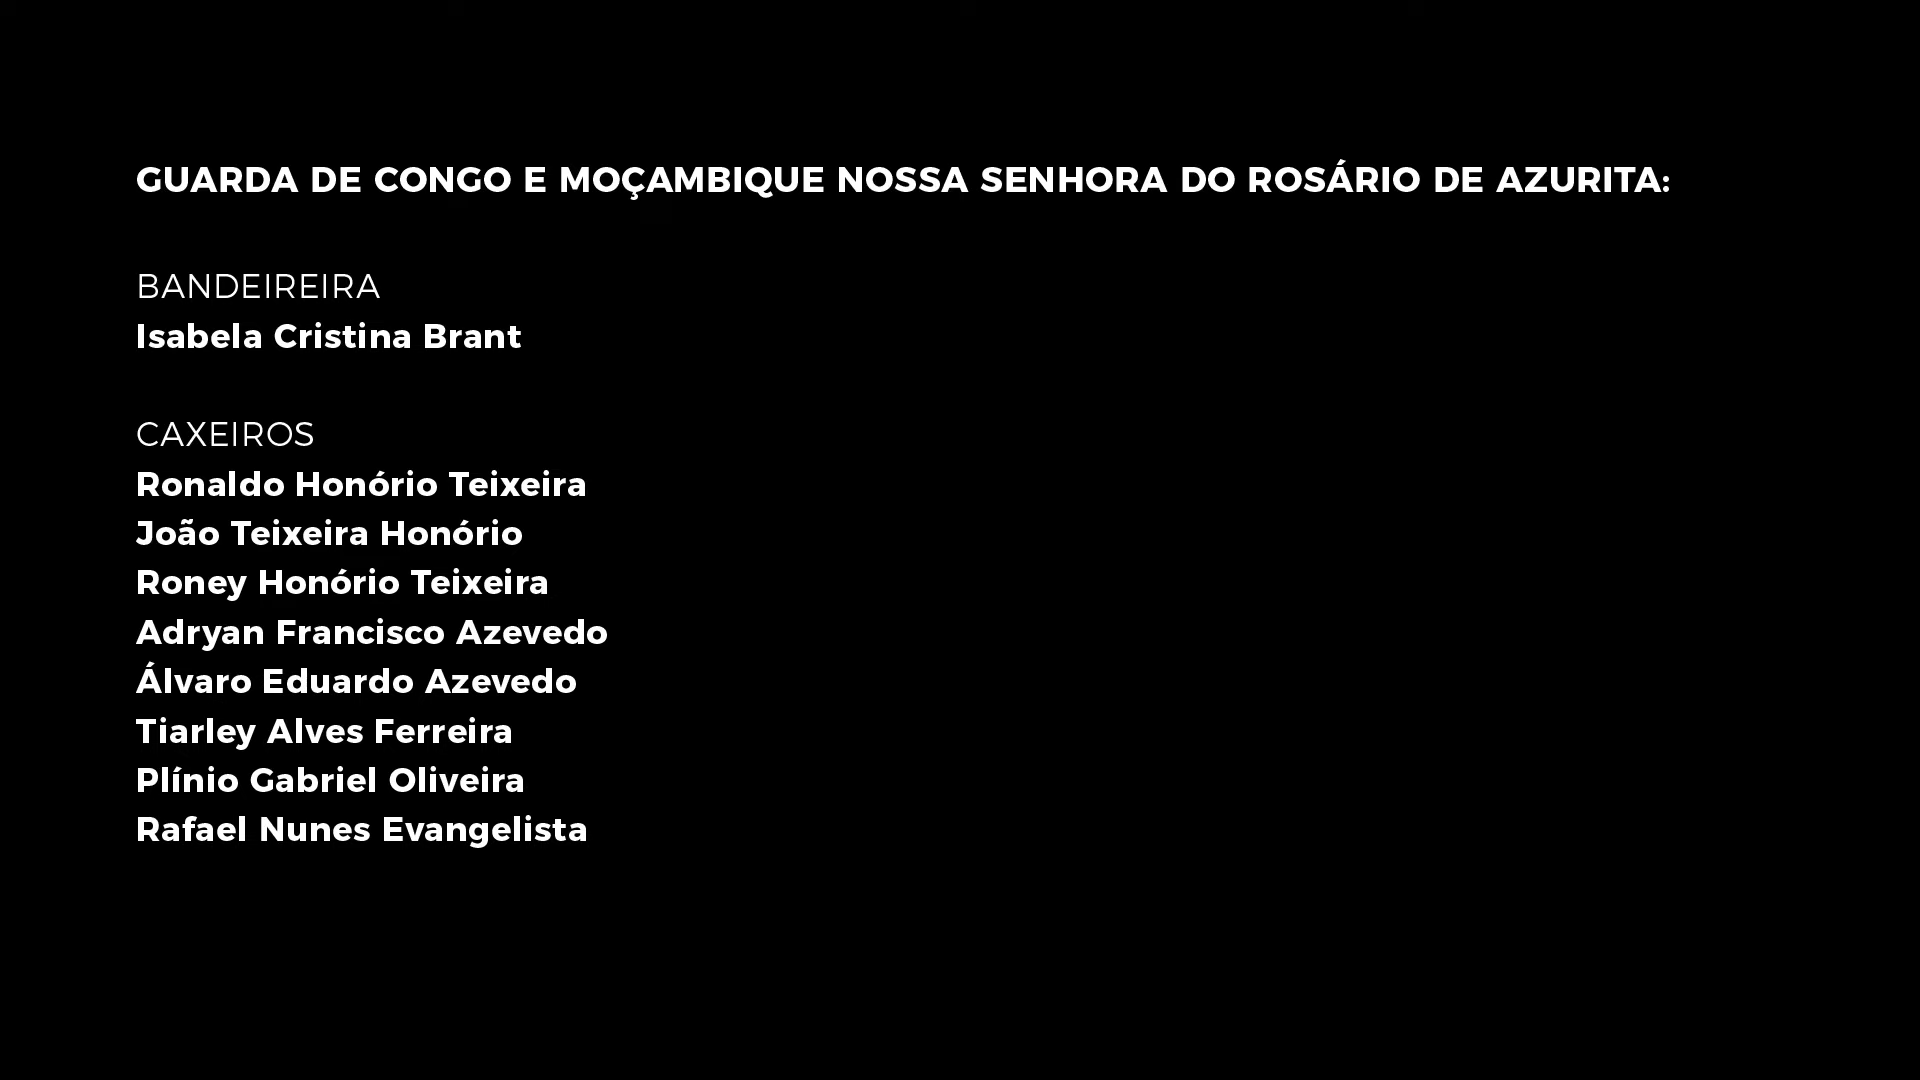 GUARDA DE CONGO E MOÇAMBIQUE NOSSA SENHORA DO ROSÁRIO DE AZURITA:
BANDEIREIRA
Isabela Cristina Brant
CAXEIROS
Ronaldo Honório Teixeira
João Teixeira Honório
Roney Honório Teixeira
Adryan Francisco Azevedo
Álvaro Eduardo Azevedo
Tiarley Alves Ferreira
Plínio Gabriel Oliveira
Rafael Nunes Evangelista